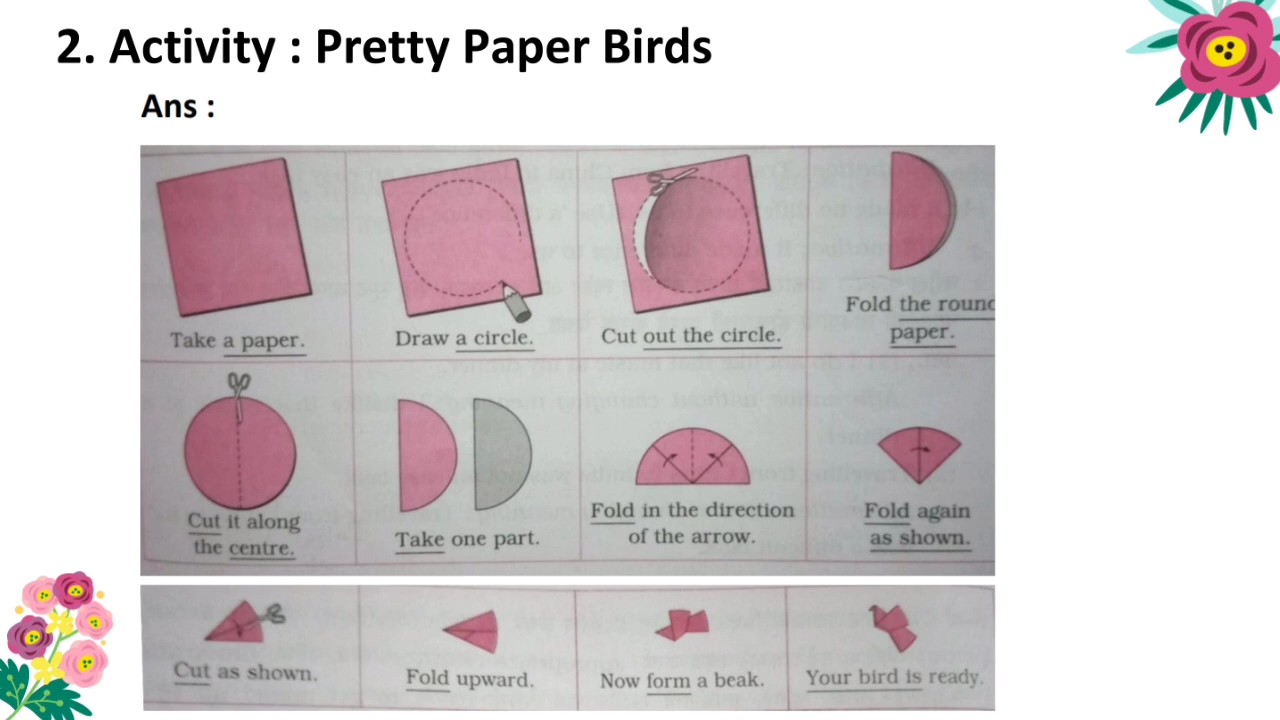 2. Activity : Pretty Paper Birds
Ans :
Take a paper.
Draw a circle.
Cut out the circle.
Fold the round
paper.
Cut it along
the centre.
Take one part.
Fold in the direction
of the arrow.
Fold again
as shown.
Cut as shown.
Fold upward.
Now form a beak.
Your bird is ready.